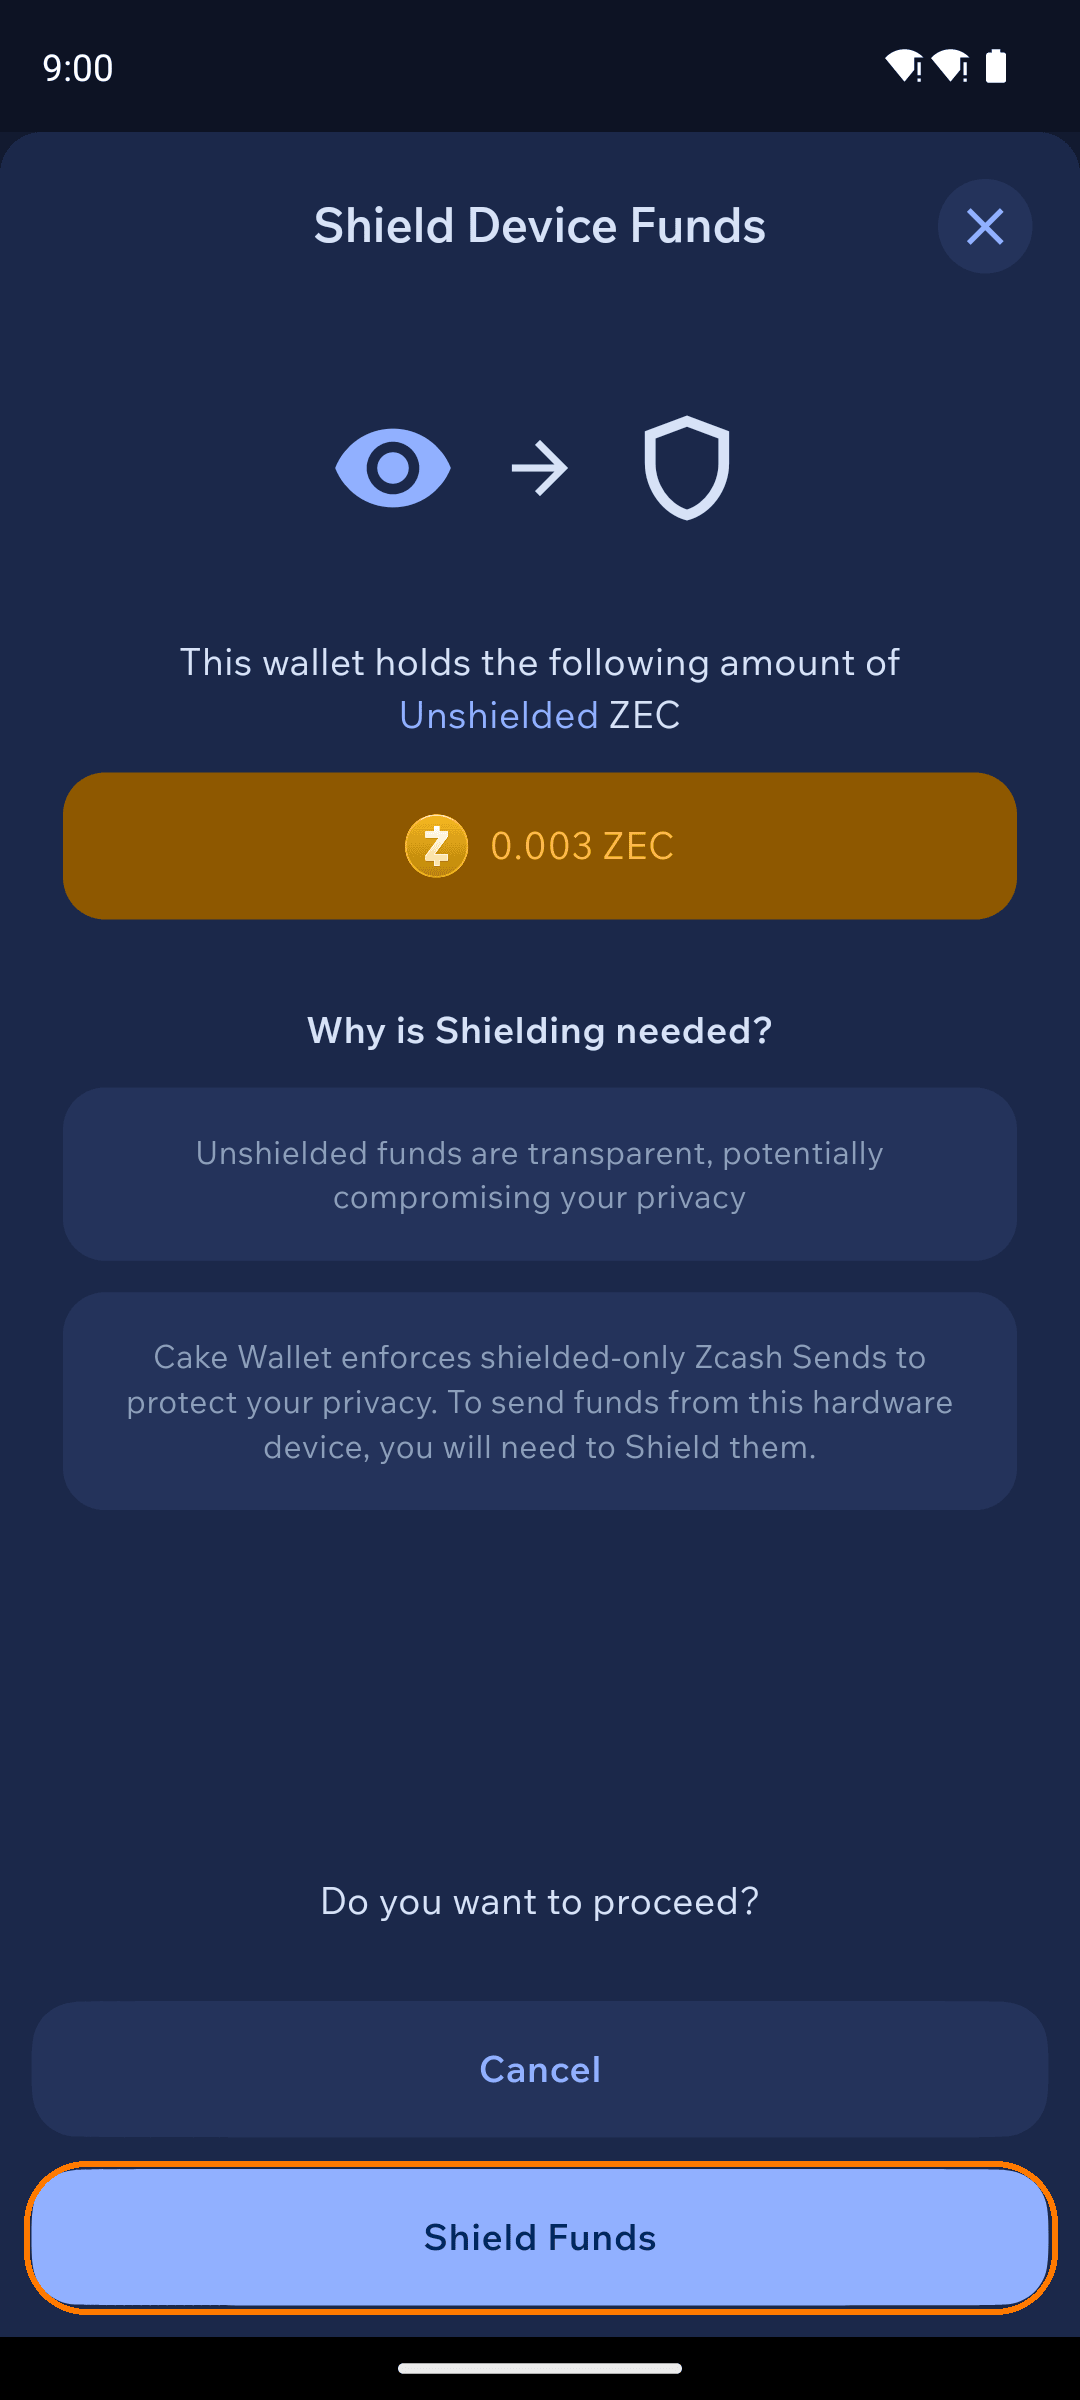 9:00
Shield Device Funds
This wallet holds the following amount of
Unshielded ZEC
0.003 ZEC
Why is Shielding needed?
Unshielded funds are transparent, potentially
compromising your privacy
Cake Wallet enforces shielded-only Zcash Sends to
protect your privacy. To send funds from this hardware
device, you will need to Shield them.
Do you want to proceed?
Cancel
Shield Funds